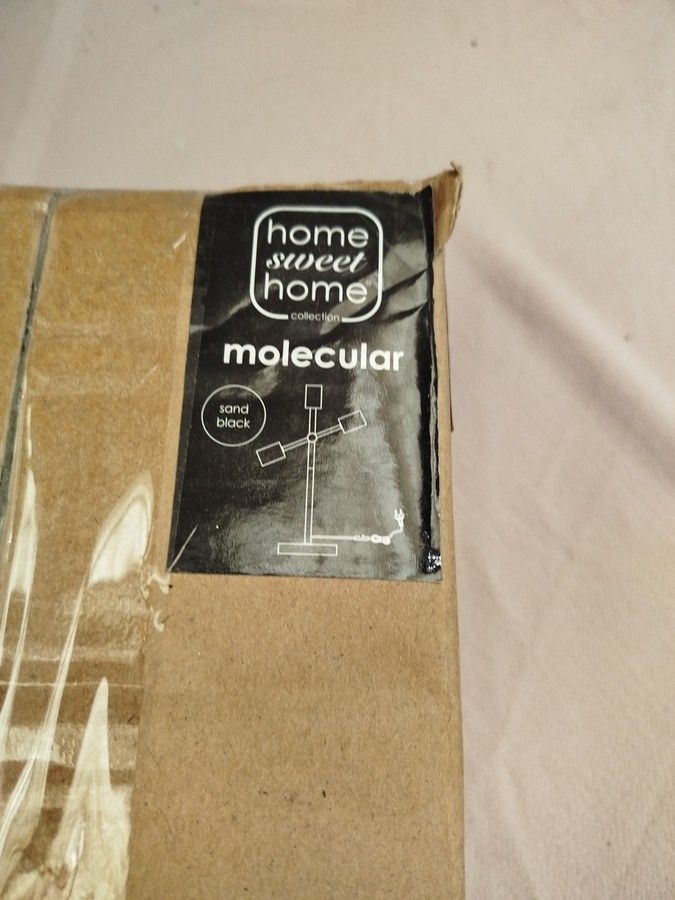 home
sweet
home
collection
molecular
sand
black